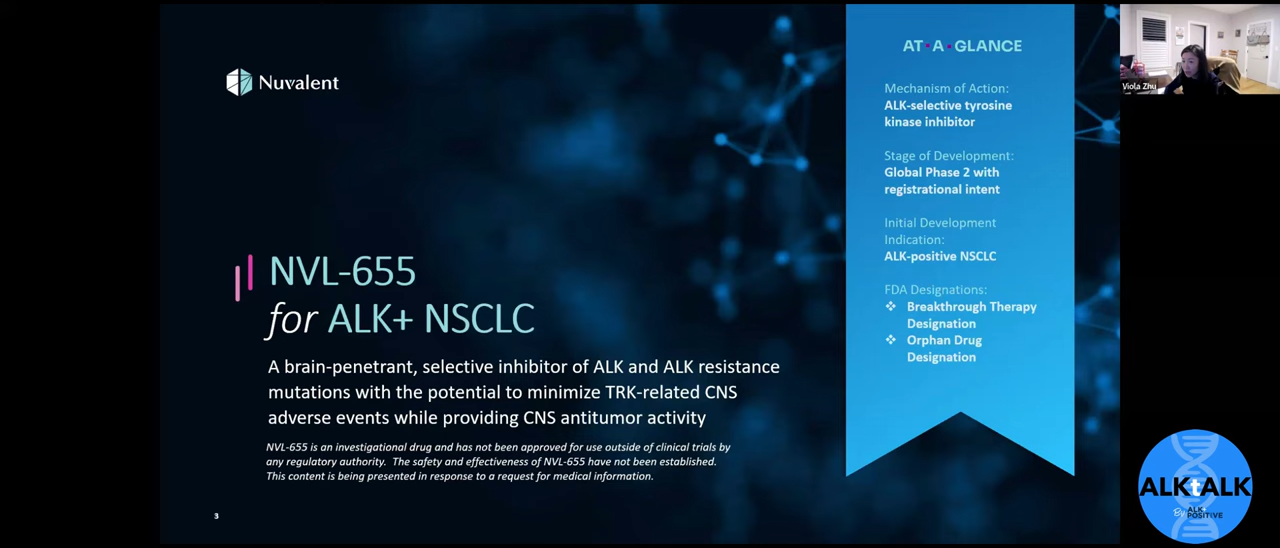 Nuvalent
NVL-655
for ALK+ NSCLC
A brain-penetrant, selective inhibitor of ALK and ALK resistance
mutations with the potential to minimize TRK-related CNS
adverse events while providing CNS antitumor activity
NVL-655 is an investigational drug and has not been approved for use outside of clinical trials by
any regulatory authority.  The safety and effectiveness of NVL-655 have not been established.
This content is being presented in response to a request for medical information.
3
AT·A·GLANCE
Mechanism of Action:
ALK-selective tyrosine
kinase inhibitor
Stage of Development:
Global Phase 2 with
registrational intent
Initial Development
Indication:
ALK-positive NSCLC
FDA Designations:
❖ Breakthrough Therapy
Designation
❖ Orphan Drug
Designation
Viola Zhu
ALKtALK
By ALK
POSITIVE